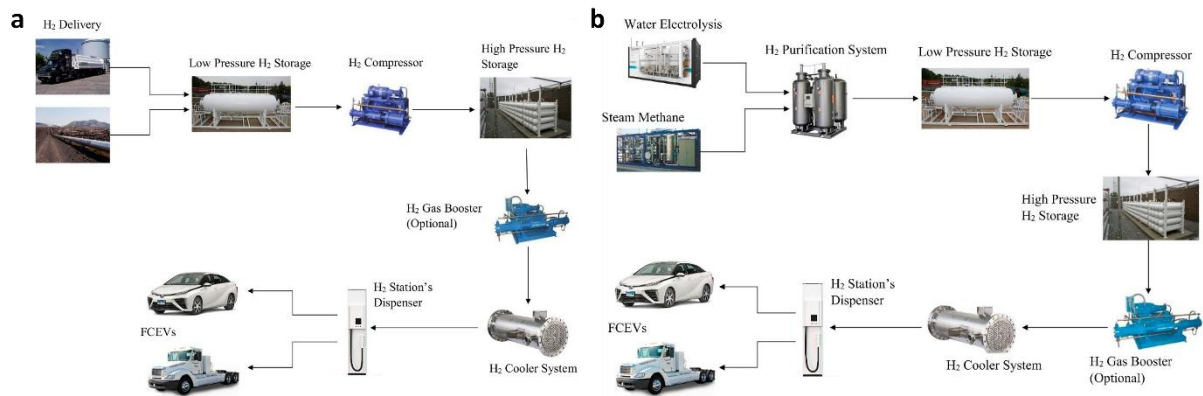 a
H₂ Delivery
Low Pressure H₂ Storage
H₂ Compressor
High Pressure H₂
Storage
H₂ Gas Booster
(Optional)
H₂ Station's
Dispenser
FCEVs
H₂ Cooler System
b
Water Electrolysis
H₂ Purification System
Low Pressure H₂ Storage
H₂ Compressor
Steam Methane
High Pressure
H₂ Storage
H₂ Station's
Dispenser
FCEVs
H₂ Cooler System
H₂ Gas Booster
(Optional)